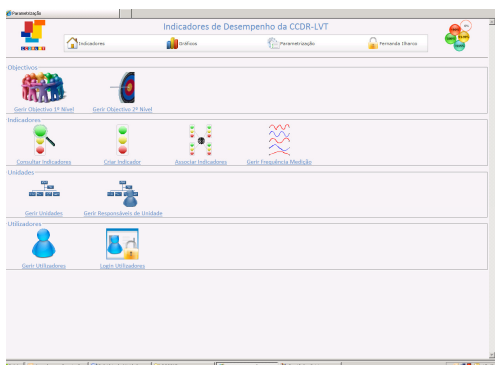 Parametrização
Indicadores de Desempenho da CCDR-LVT
Indicadores
Gráficos
Parametrização
Fernanda Ilharco
Objectivos
Gerir Objectivo 1º Nível
Gerir Objectivo 2º Nível
Indicadores
Consultar Indicadores
Criar Indicador
Associar Indicadores
Gerir Frequência Medição
Unidades
Gerir Unidades
Gerir Responsáveis de Unidade
Utilizadores
Gerir Utilizadores
Login Utilizadores